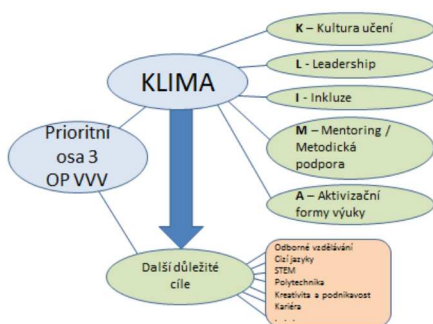 KLIMA
Prioritní
osa 3
OP VVV
K – Kultura učení
L - Leadership
I - Inkluze
M – Mentoring /
Metodická
podpora
A – Aktivizační
formy výuky
Další důležité
cíle
Odborné vzdělávání
Cizí jazyky
STEM
Polytechnika
Kreativita a podnikavost
Kariéra
. . .